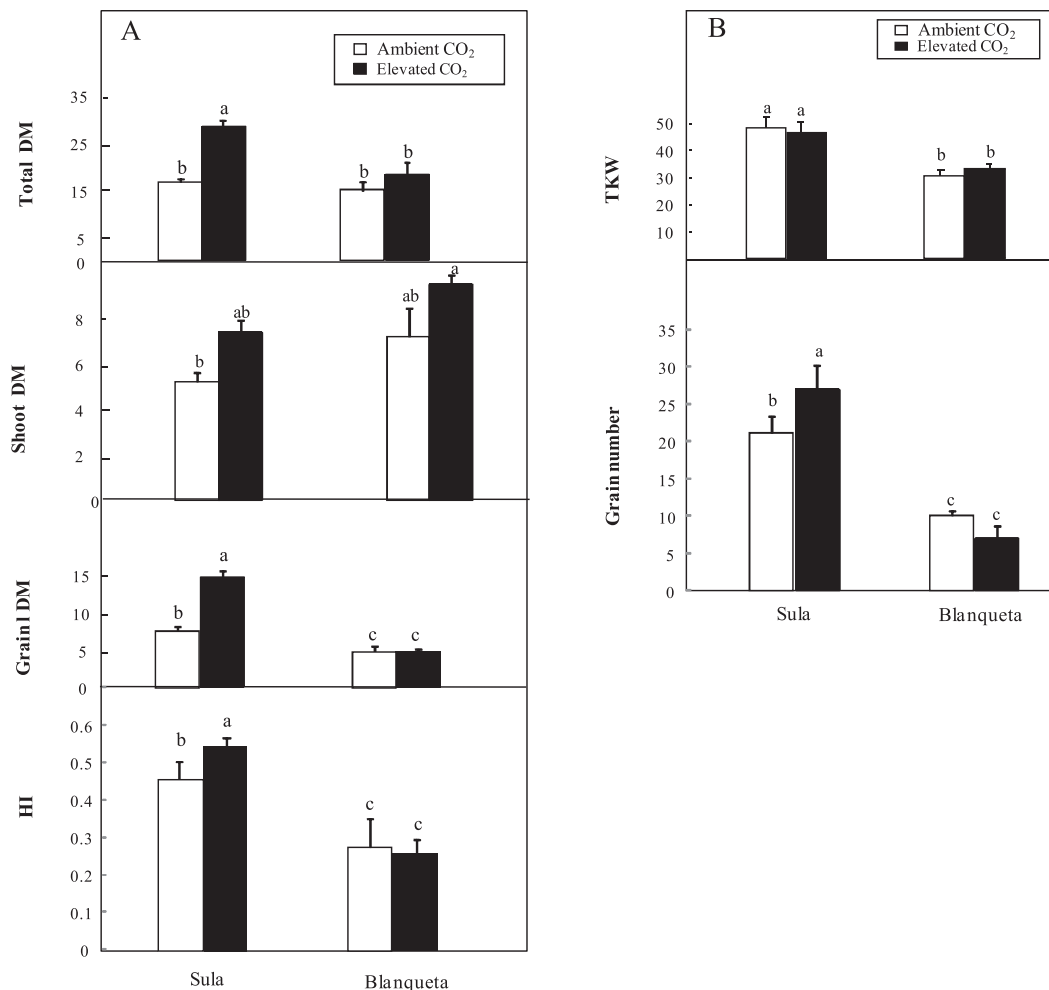 A
Ambient CO₂
Elevated CO₂
Total DM
35
25
15
5
0
b
a
b
b
Shoot DM
8
6
4
2
0
b
ab
ab
a
Grain1 DM
15
10
5
0
b
a
c
c
HI
0.6
0.5
0.4
0.3
0.2
0.1
0
b
a
c
c
Sula
Blanqueta
B
Ambient CO₂
Elevated CO₂
TKW
50
40
30
20
10
a
a
b
b
Grain number
35
30
25
20
15
10
5
0
b
a
c
c
Sula
Blanqueta